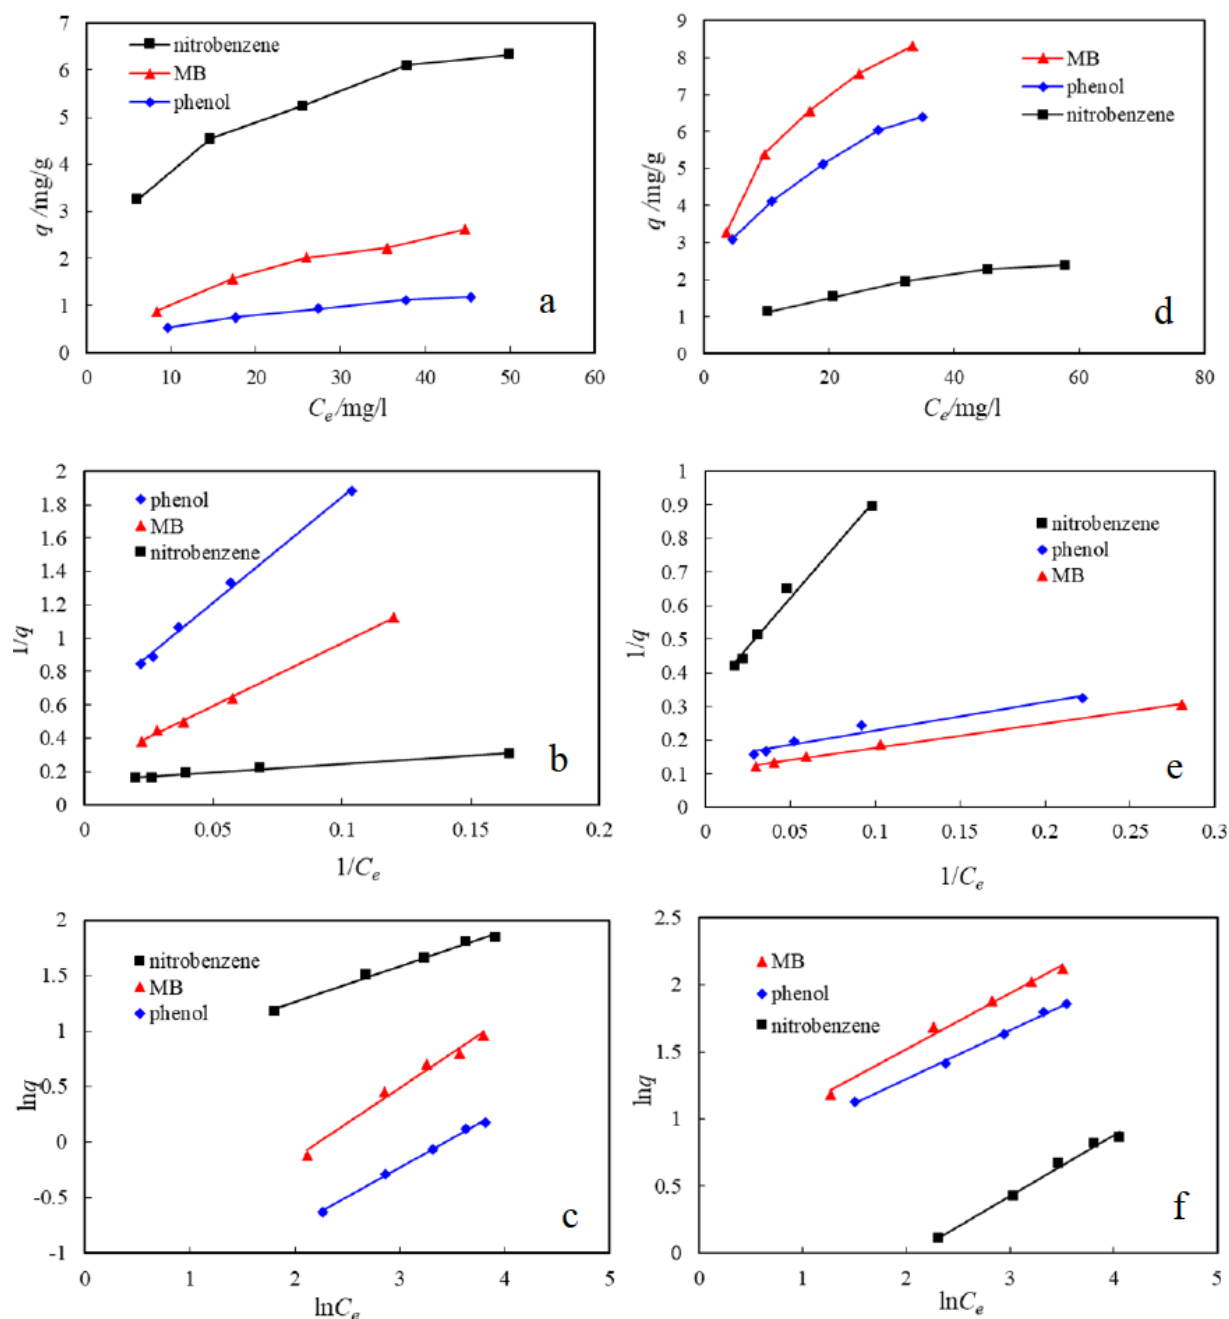 7
6
5
4
3
2
1
0
q /mg/g
nitrobenzene
MB
phenol
a
0
10
20
30
40
50
60
Ce/mg/l
9
8
7
6
5
4
3
2
1
0
q /mg/g
MB
phenol
nitrobenzene
d
0
20
40
60
80
Ce/mg/l
2
1.8
1.6
1.4
1.2
1
0.8
0.6
0.4
0.2
0
1/q
phenol
MB
nitrobenzene
b
0
0.05
0.1
0.15
0.2
1/Ce
1
0.9
0.8
0.7
0.6
0.5
0.4
0.3
0.2
0.1
0
1/q
nitrobenzene
phenol
MB
e
0
0.05
0.1
0.15
0.2
0.25
0.3
1/Ce
2
1.5
1
0.5
0
-0.5
-1
lnq
nitrobenzene
MB
phenol
c
0
1
2
3
4
5
lnCe
2.5
2
1.5
1
0.5
0
lnq
MB
phenol
nitrobenzene
f
0
1
2
3
4
5
lnCe